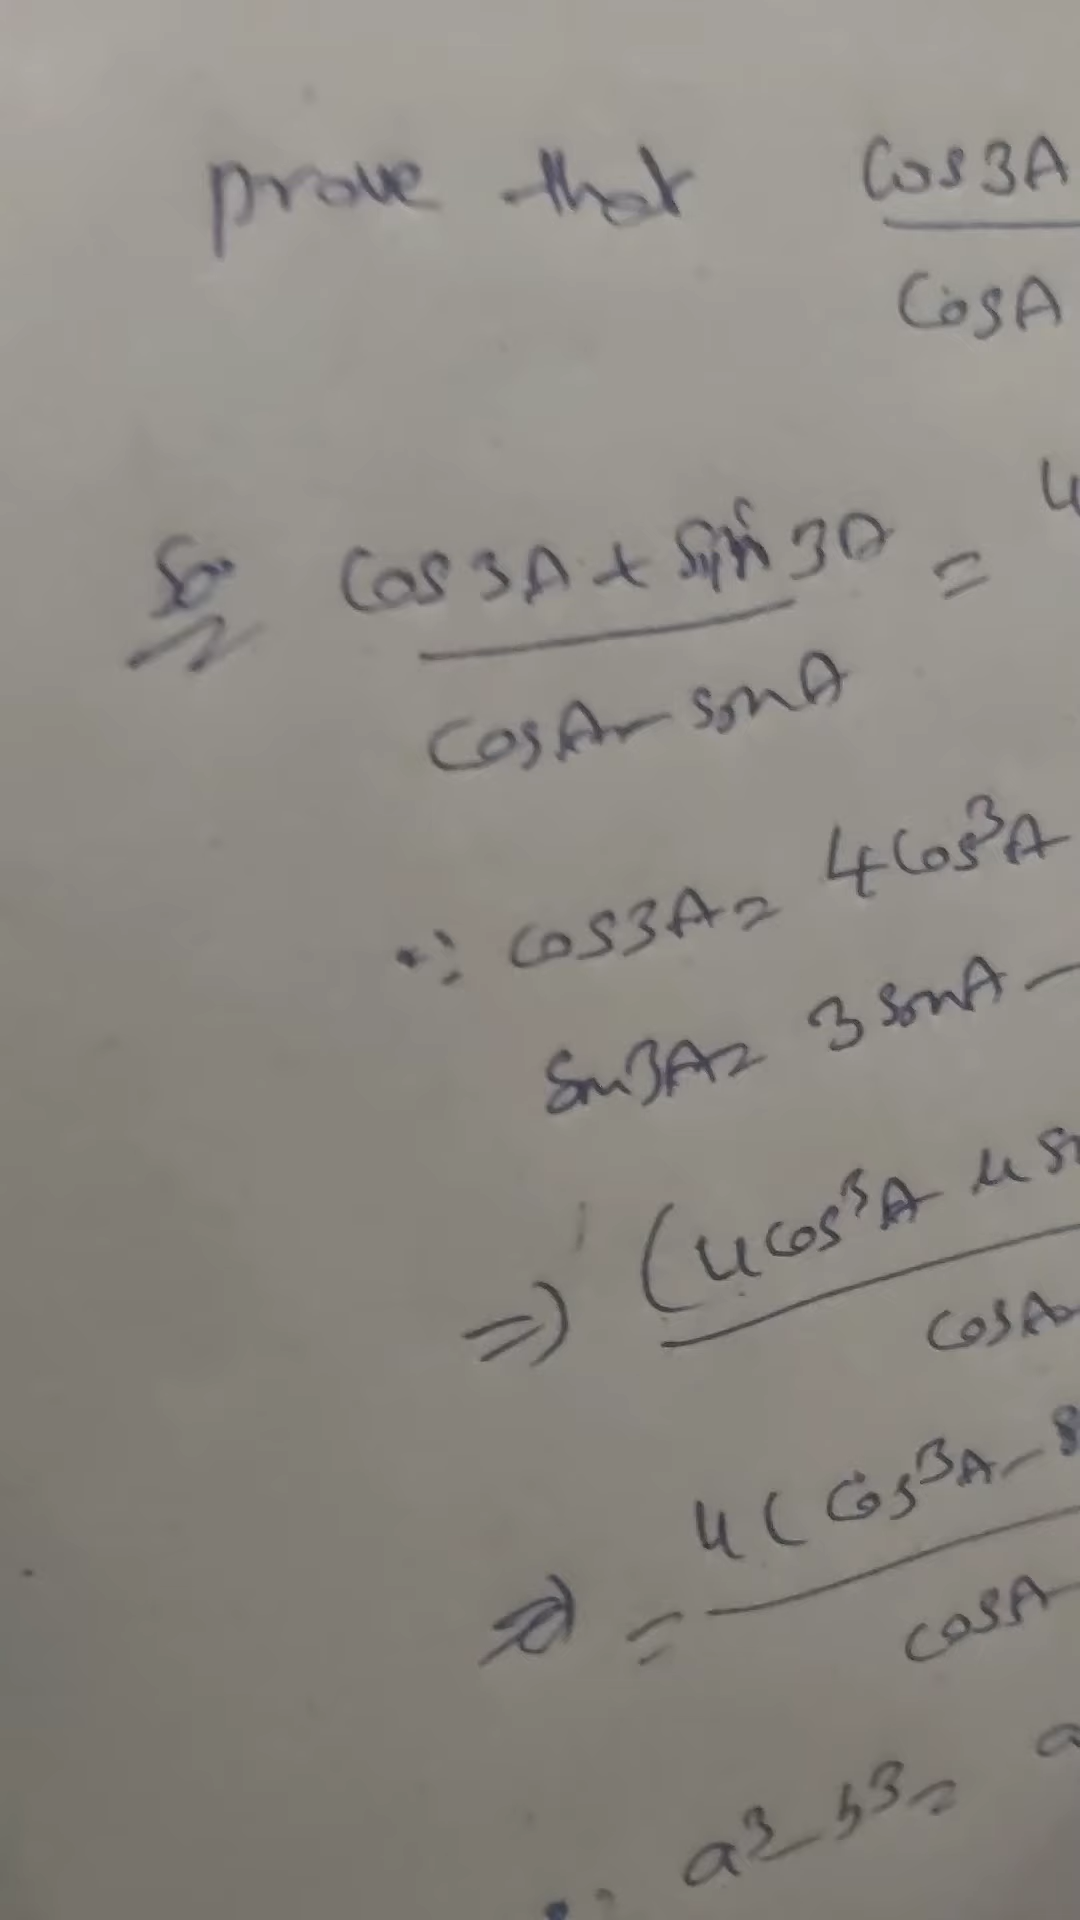 prove that cos3A
cosA
So cos3A + sin3A = 4
cosA - sinA
∵ cos3A = 4cos³A
sin3A = 3sinA -
⇒ (4cos³A - 4 s
cosA
4(cos³A - s
⇒ =
cosA
∵ a³ - b³ = a